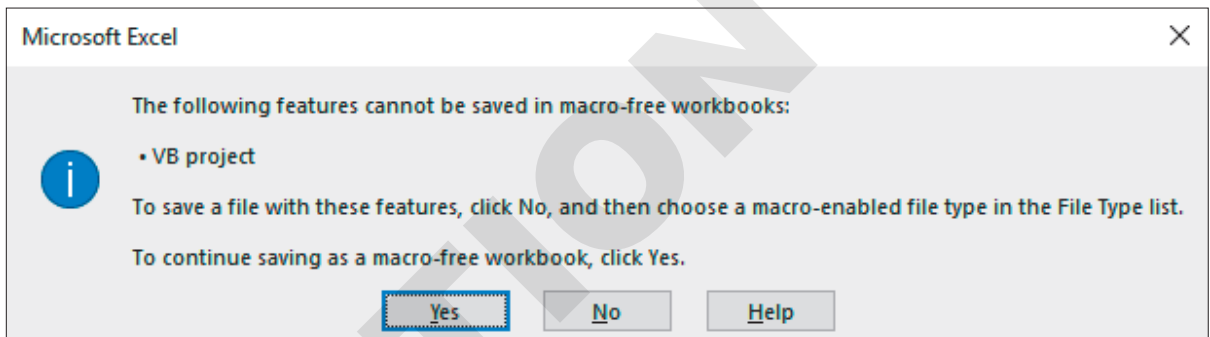 Microsoft Excel
The following features cannot be saved in macro-free workbooks:
• VB project
To save a file with these features, click No, and then choose a macro-enabled file type in the File Type list.
To continue saving as a macro-free workbook, click Yes.
Yes No Help